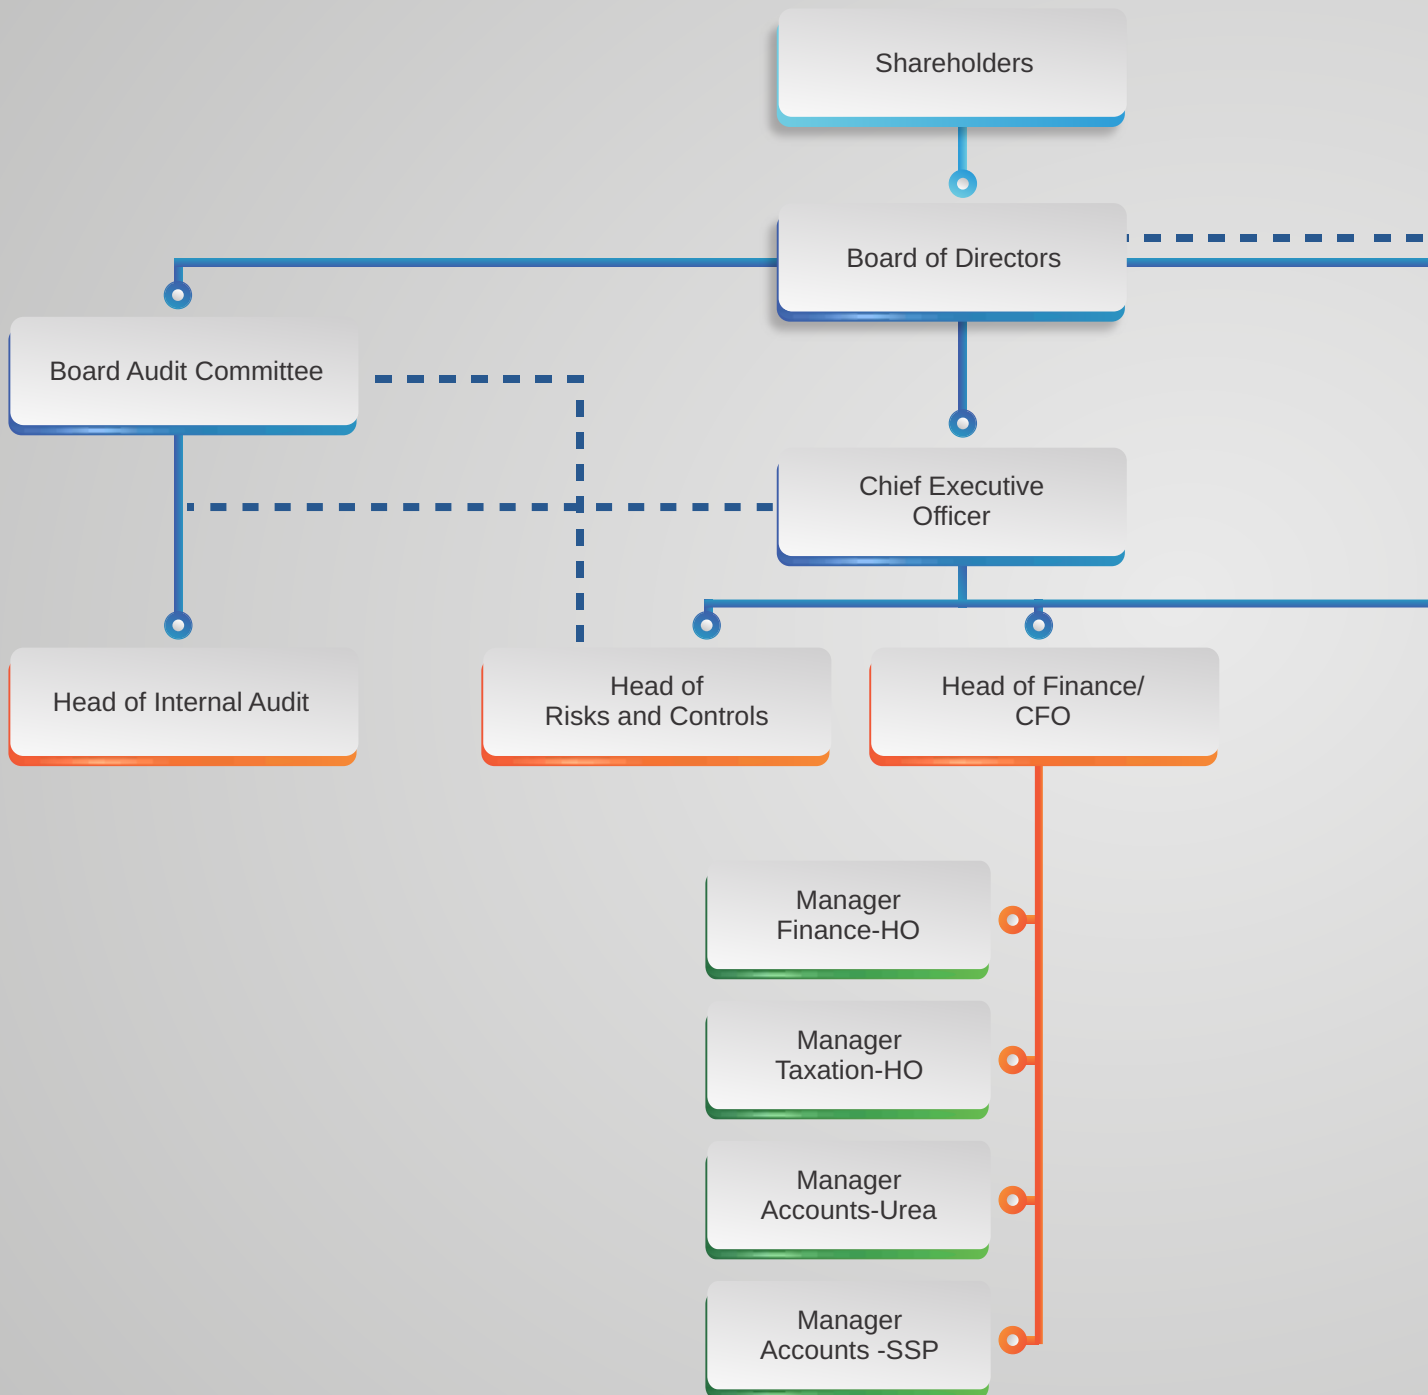 Shareholders
Board of Directors
Board Audit Committee
Chief Executive
Officer
Head of Internal Audit
Head of
Risks and Controls
Head of Finance/
CFO
Manager
Finance-HO
Manager
Taxation-HO
Manager
Accounts-Urea
Manager
Accounts -SSP